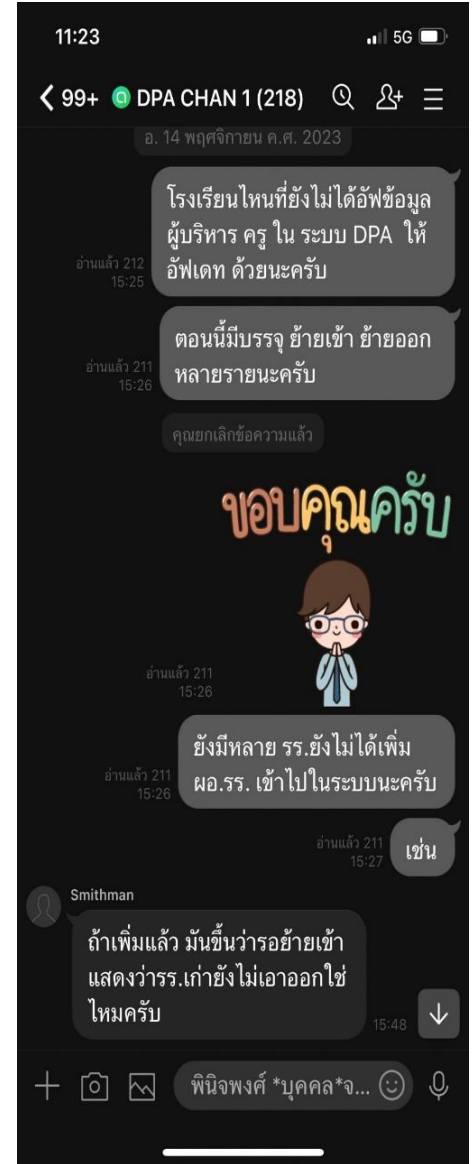 11:23
5G
99+ DPA CHAN 1 (218)
อ. 14 พฤศจิกายน ค.ศ. 2023
โรงเรียนไหนที่ยังไม่ได้อัฟข้อมูล
ผู้บริหาร ครู ใน ระบบ DPA ให้
อัฟเดท ด้วยนะครับ
อ่านแล้ว 212
15:25
ตอนนี้มีบรรจุ ย้ายเข้า ย้ายออก
หลายรายนะครับ
อ่านแล้ว 211
15:26
คุณยกเลิกข้อความแล้ว
ขอบคุณครับ
อ่านแล้ว 211
15:26
ยังมีหลาย รร.ยังไม่ได้เพิ่ม
ผอ.รร. เข้าไปในระบบนะครับ
อ่านแล้ว 211
15:26
เช่น
อ่านแล้ว 211
15:27
Smithman
ถ้าเพิ่มแล้ว มันขึ้นว่ารอย้ายเข้า
แสดงว่ารร.เก่ายังไม่เอาออกใช่
ไหมครับ
15:48
พินิจพงศ์ *บุคคล*จ...